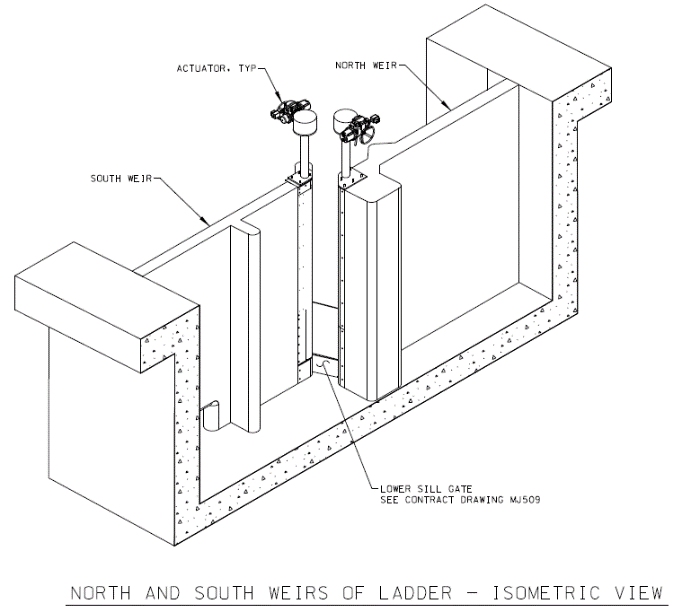 ACTUATOR, TYP
NORTH WEIR
SOUTH WEIR
LOWER SILL GATE
SEE CONTRACT DRAWING MJ509
NORTH AND SOUTH WEIRS OF LADDER - ISOMETRIC VIEW